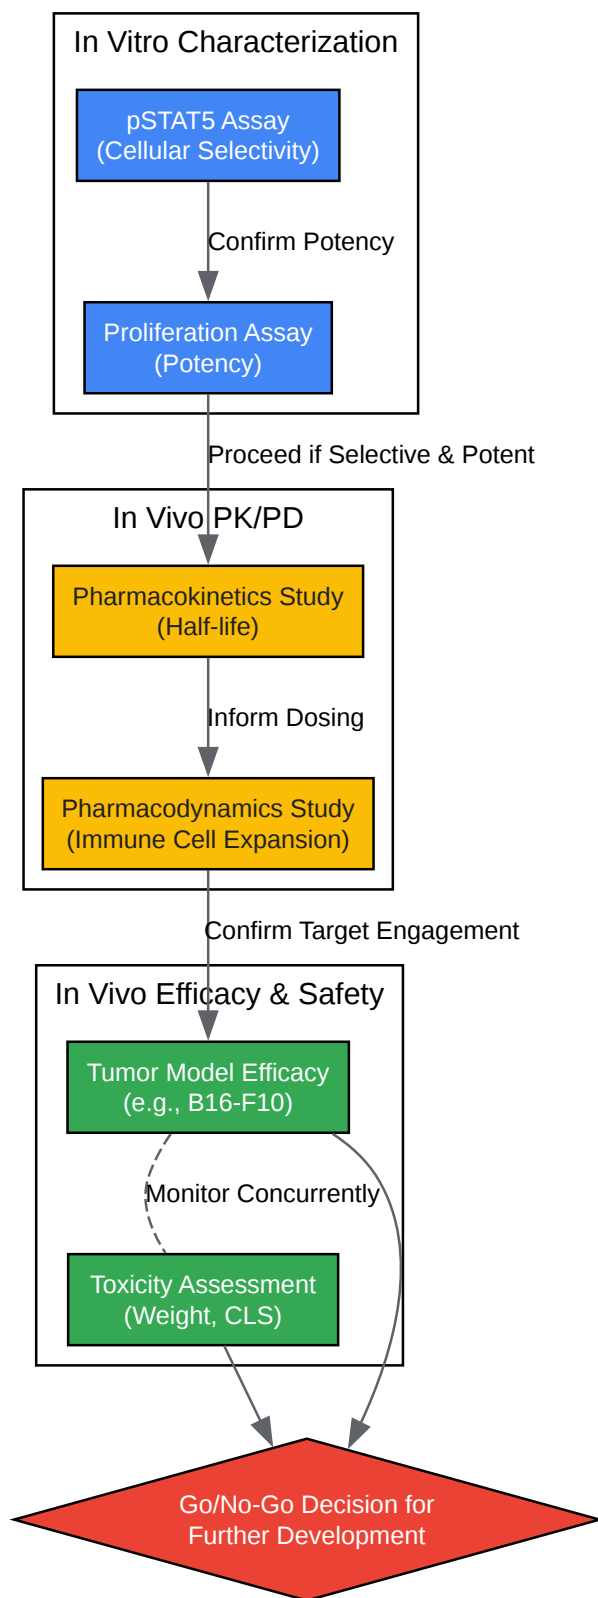 In Vitro Characterization
pSTAT5 Assay
(Cellular Selectivity)
Confirm Potency
Proliferation Assay
(Potency)
Proceed if Selective & Potent
In Vivo PK/PD
Pharmacokinetics Study
(Half-life)
Inform Dosing
Pharmacodynamics Study
(Immune Cell Expansion)
Confirm Target Engagement
In Vivo Efficacy & Safety
Tumor Model Efficacy
(e.g., B16-F10)
Monitor Concurrently
Toxicity Assessment
(Weight, CLS)
Go/No-Go Decision for
Further Development